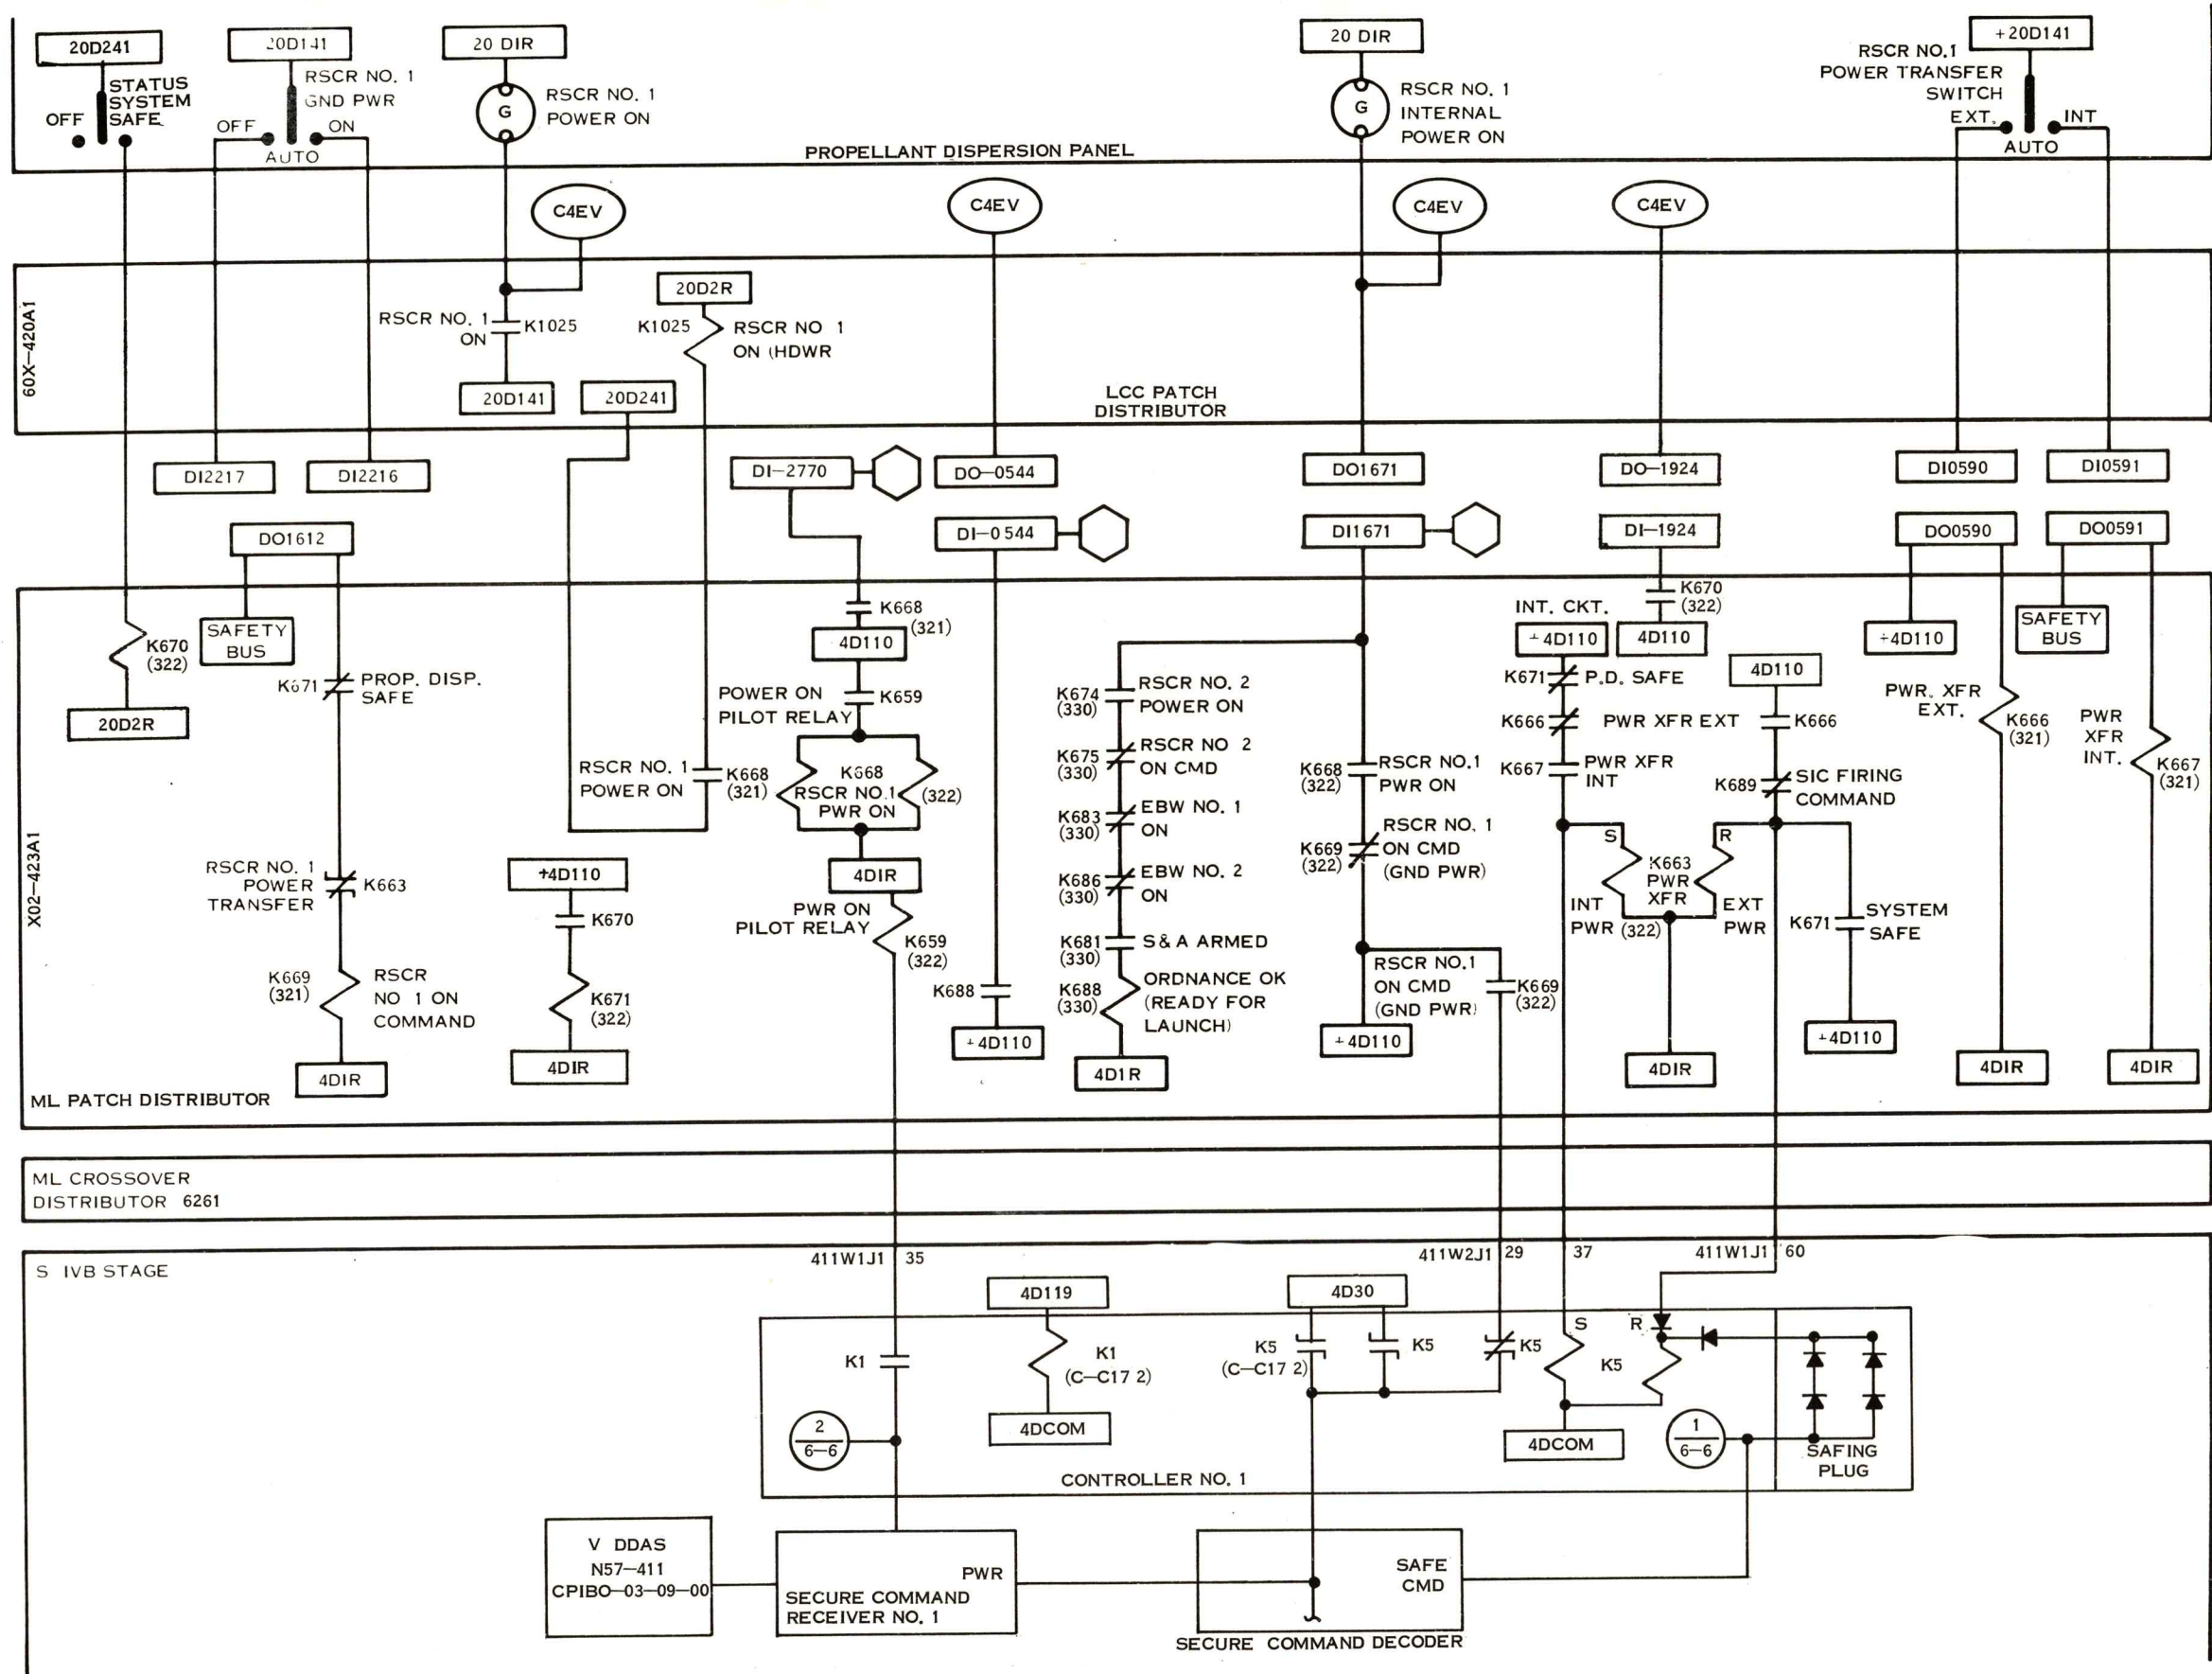 20D241
20D141
20 DIR
20 DIR
+20D141
STATUS
SYSTEM
SAFE
OFF
RSCR NO. 1
GND PWR
OFF
ON
AUTO
G
RSCR NO. 1
POWER ON
G
RSCR NO. 1
INTERNAL
POWER ON
RSCR NO.1
POWER TRANSFER
SWITCH
EXT.
INT
AUTO
PROPELLANT DISPERSION PANEL
C4EV
C4EV
C4EV
C4EV
60X-420A1
RSCR NO. 1
ON
K1025
20D141
20D2R
K1025
RSCR NO 1
ON (HDWR
20D241
LCC PATCH
DISTRIBUTOR
DI2217
DI2216
DI-2770
DO-0544
DO1671
DO-1924
DI0590
DI0591
DO1612
DI-0544
DI1671
DI-1924
DO0590
DO0591
X02-423A1
K670
(322)
20D2R
SAFETY
BUS
K671
PROP. DISP.
SAFE
RSCR NO. 1
POWER
TRANSFER
K663
K669
(321)
RSCR
NO 1 ON
COMMAND
4DIR
+4D110
K670
K671
(322)
4DIR
RSCR NO. 1
POWER ON
K668
(321)
K668
(321)
4D110
POWER ON
PILOT RELAY
K659
K668
RSCR NO.1
PWR ON
(322)
4DIR
PWR ON
PILOT RELAY
K659
(322)
K688
+4D110
K674
(330)
RSCR NO. 2
POWER ON
K675
(330)
RSCR NO 2
ON CMD
K683
(330)
EBW NO. 1
ON
K686
(330)
EBW NO. 2
ON
K681
(330)
S&A ARMED
K688
(330)
ORDNANCE OK
(READY FOR
LAUNCH)
4D1R
K668
(322)
RSCR NO.1
PWR ON
K669
(322)
RSCR NO. 1
ON CMD
(GND PWR)
RSCR NO.1
ON CMD
(GND PWR)
K669
(322)
+4D110
INT. CKT.
+4D110
K671
P.D. SAFE
K666
PWR XFR EXT
K667
PWR XFR
INT
K670
(322)
4D110
4D110
K666
K689
SIC FIRING
COMMAND
S
R
K663
PWR
XFR
INT
PWR
(322)
EXT
PWR
4DIR
K671
SYSTEM
SAFE
+4D110
+4D110
PWR. XFR
EXT.
K666
(321)
4DIR
SAFETY
BUS
PWR
XFR
INT.
K667
(321)
4DIR
ML PATCH DISTRIBUTOR
ML CROSSOVER
DISTRIBUTOR 6261
S IVB STAGE
411W1J1 35
411W2J1 29
37
411W1J1 60
4D119
4D30
K1
K1
(C-C17 2)
4DCOM
K5
(C-C17 2)
K5
K5
S
R
K5
4DCOM
2
6-6
1
6-6
SAFING
PLUG
CONTROLLER NO. 1
V DDAS
N57-411
CPIBO-03-09-00
PWR
SECURE COMMAND
RECEIVER NO. 1
SAFE
CMD
SECURE COMMAND DECODER